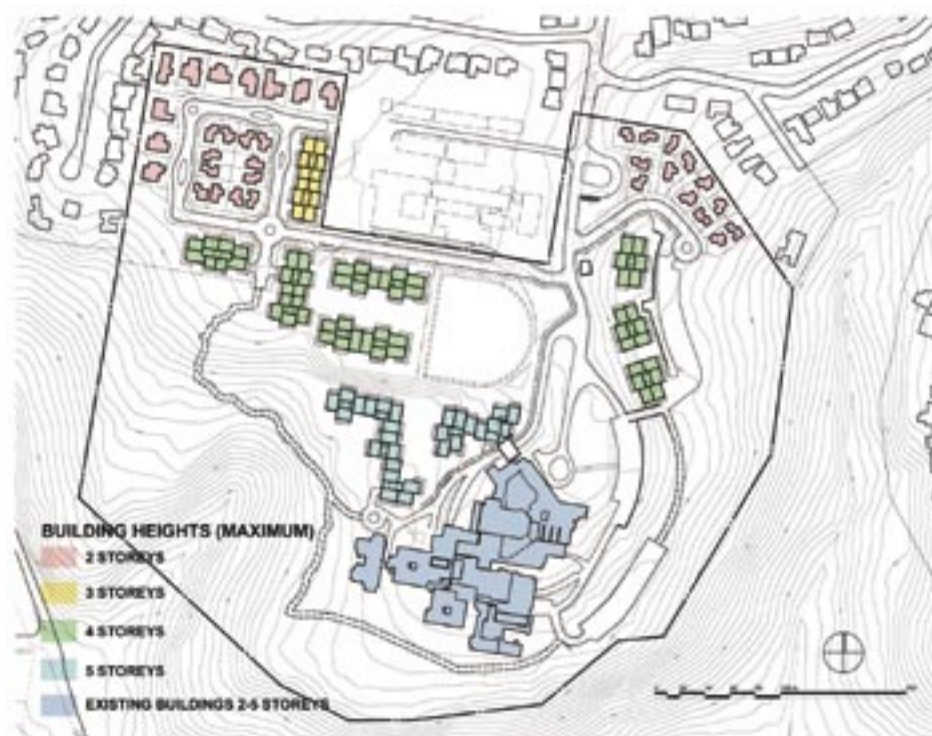 BUILDING HEIGHTS (MAXIMUM)
2 STOREYS
3 STOREYS
4 STOREYS
5 STOREYS
EXISTING BUILDINGS 2-5 STOREYS